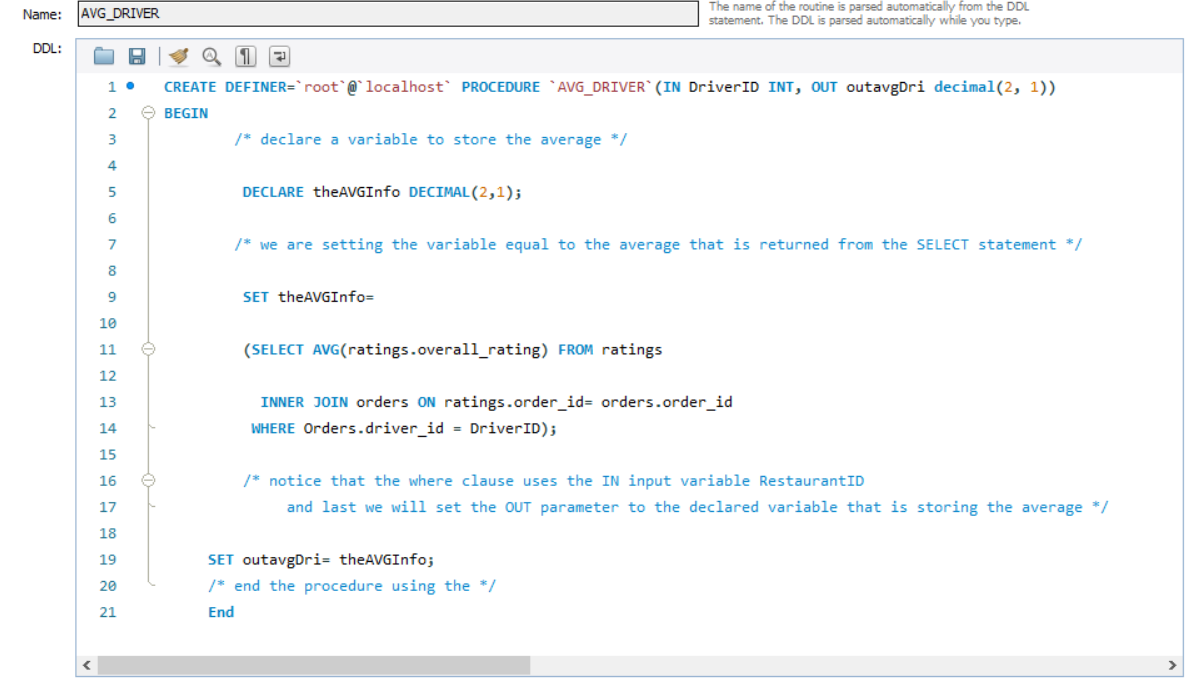 Name: AVG_DRIVER The name of the routine is parsed automatically from the DDL
statement. The DDL is parsed automatically while you type.
DDL:
1 CREATE DEFINER=`root`@`localhost` PROCEDURE `AVG_DRIVER`(IN DriverID INT, OUT outavgDri decimal(2, 1))
2 BEGIN
3 /* declare a variable to store the average */
4
5 DECLARE theAVGInfo DECIMAL(2,1);
6
7 /* we are setting the variable equal to the average that is returned from the SELECT statement */
8
9 SET theAVGInfo=
10
11 (SELECT AVG(ratings.overall_rating) FROM ratings
12
13 INNER JOIN orders ON ratings.order_id= orders.order_id
14 WHERE Orders.driver_id = DriverID);
15
16 /* notice that the where clause uses the IN input variable RestaurantID
17 and last we will set the OUT parameter to the declared variable that is storing the average */
18
19 SET outavgDri= theAVGInfo;
20 /* end the procedure using the */
21 End